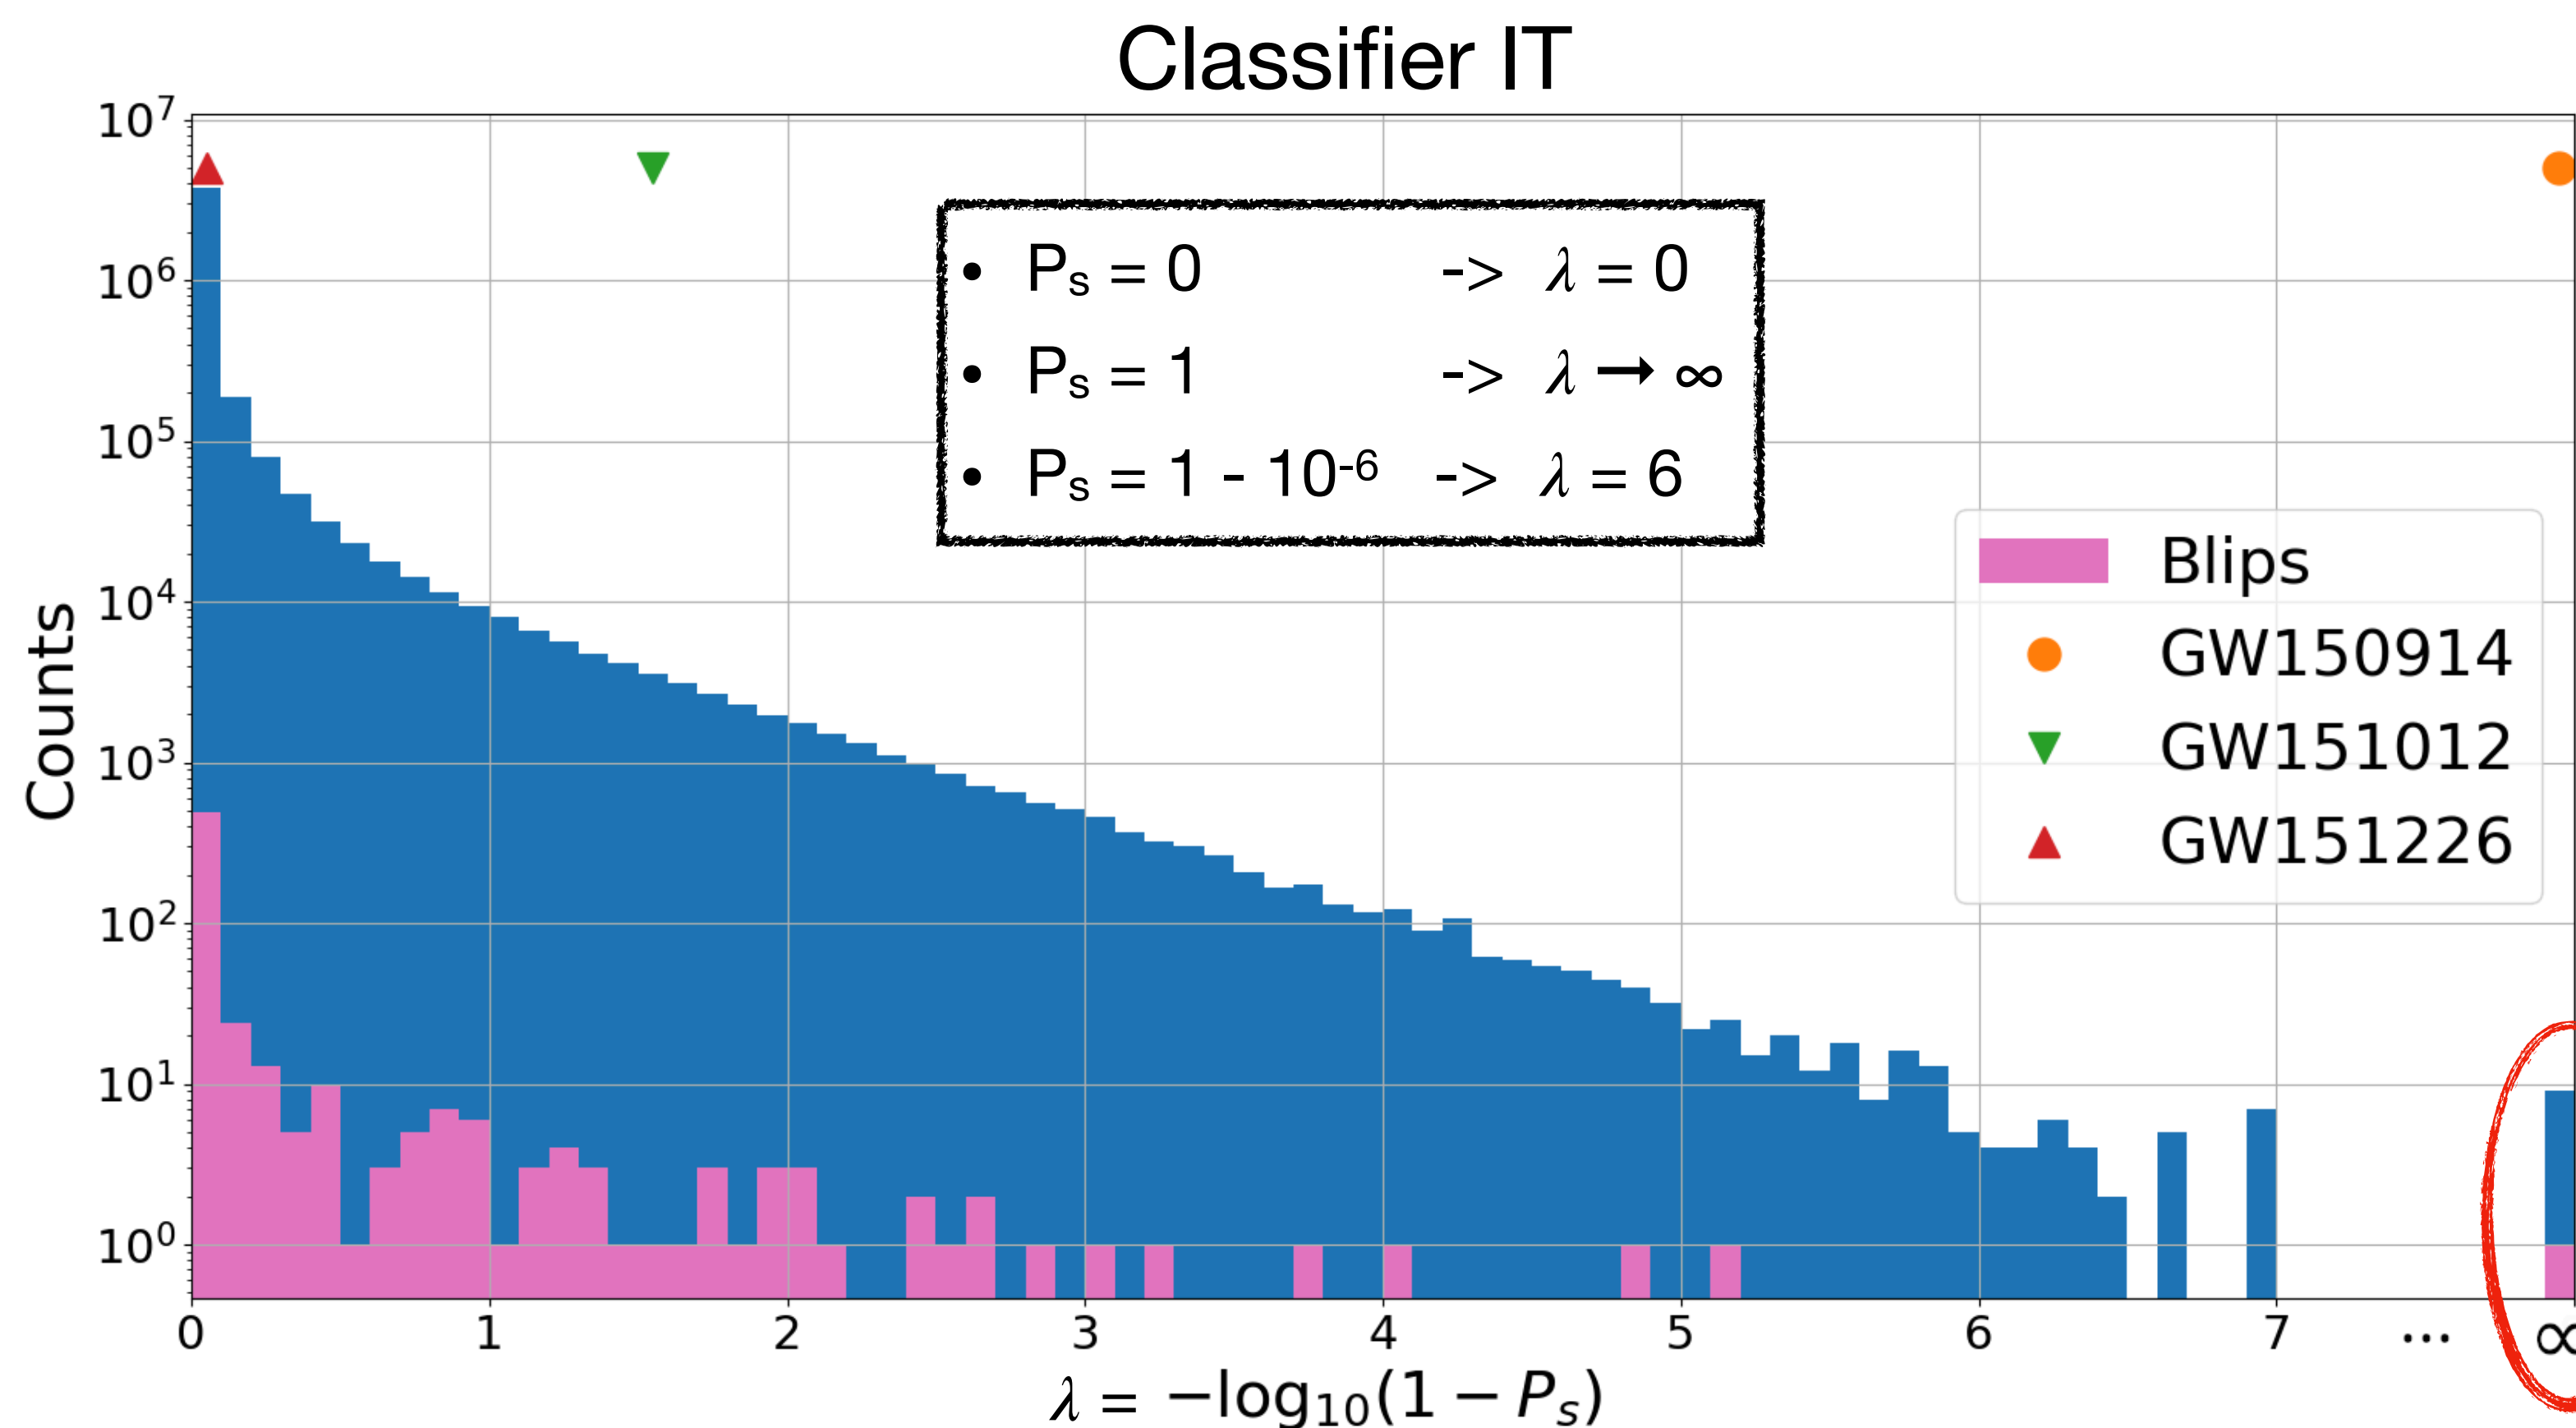 Classifier IT
10⁷
10⁶
10⁵
10⁴
10³
10²
10¹
10⁰
Counts
• Pₛ = 0 -> λ = 0
• Pₛ = 1 -> λ → ∞
• Pₛ = 1 - 10⁻⁶ -> λ = 6
Blips
GW150914
GW151012
GW151226
0 1 2 3 4 5 6 7 ... ∞
λ = −log₁₀(1 − Pₛ)